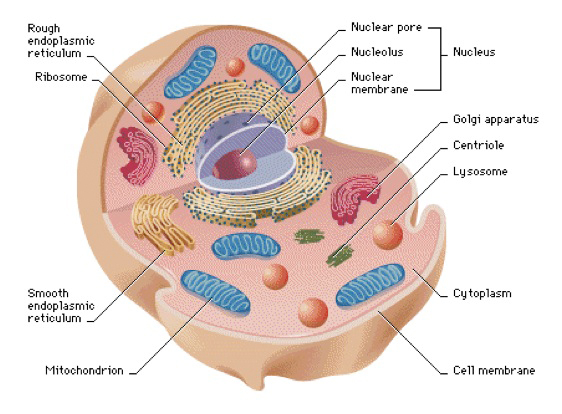 Rough
endoplasmic
reticulum
Ribosome
Smooth
endoplasmic
reticulum
Mitochondrion
Nuclear pore
Nucleolus
Nuclear
membrane
Nucleus
Golgi apparatus
Centriole
Lysosome
Cytoplasm
Cell membrane